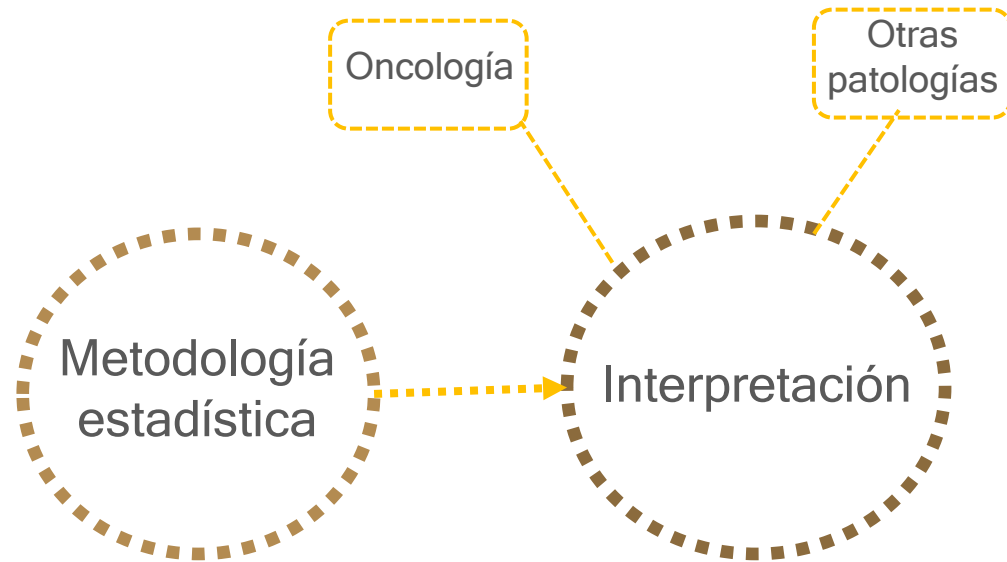 Oncología
Otras
patologías
Metodología
estadística
Interpretación